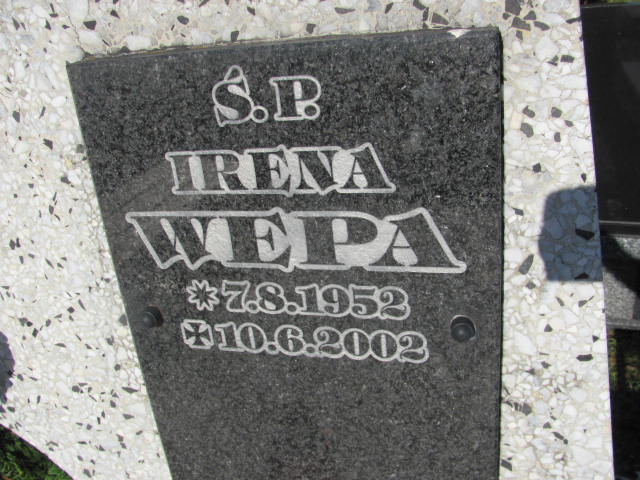 Ś.P.
IRENA
WEPA
* 7.8.1952
✠ 10.6.2002